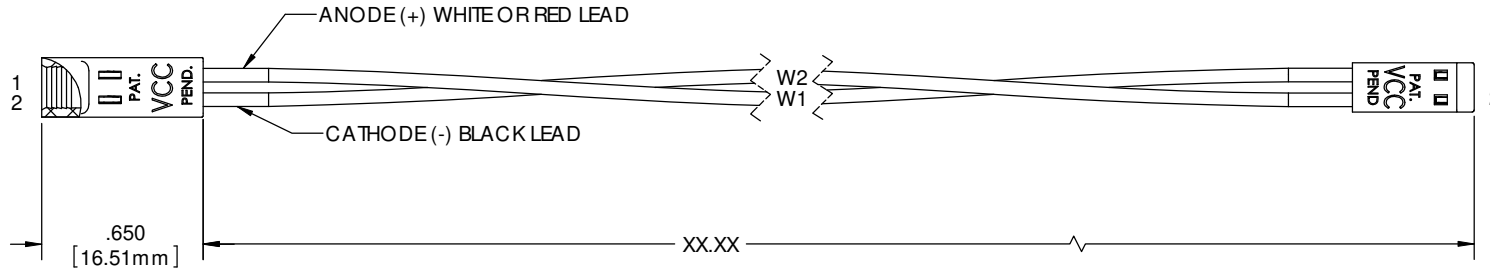 ANODE (+) WHITE OR RED LEAD
1
2
PAT.
VCC
PEND.
W2
W1
PAT.
VCC
PEND
CATHODE (-) BLACK LEAD
.650
[16.51mm]
XX.XX